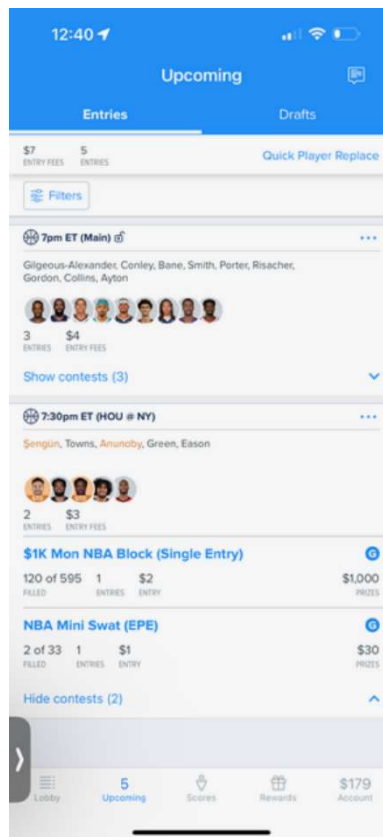 12:40
Upcoming
Entries
Drafts
$7
ENTRY FEES
5
ENTRIES
Quick Player Replace
Filters
7pm ET (Main)
Gilgeous-Alexander, Conley, Bane, Smith, Porter, Risacher,
Gordon, Collins, Ayton
3
ENTRIES
$4
ENTRY FEES
Show contests (3)
7:30pm ET (HOU @ NY)
Şengün, Towns, Anunoby, Green, Eason
2
ENTRIES
$3
ENTRY FEES
$1K Mon NBA Block (Single Entry)
G
120 of 595
FILLED
1
ENTRIES
$2
ENTRY
$1,000
PRIZES
NBA Mini Swat (EPE)
G
2 of 33
FILLED
1
ENTRIES
$1
ENTRY
$30
PRIZES
Hide contests (2)
Lobby
5
Upcoming
Scores
Rewards
$179
Account